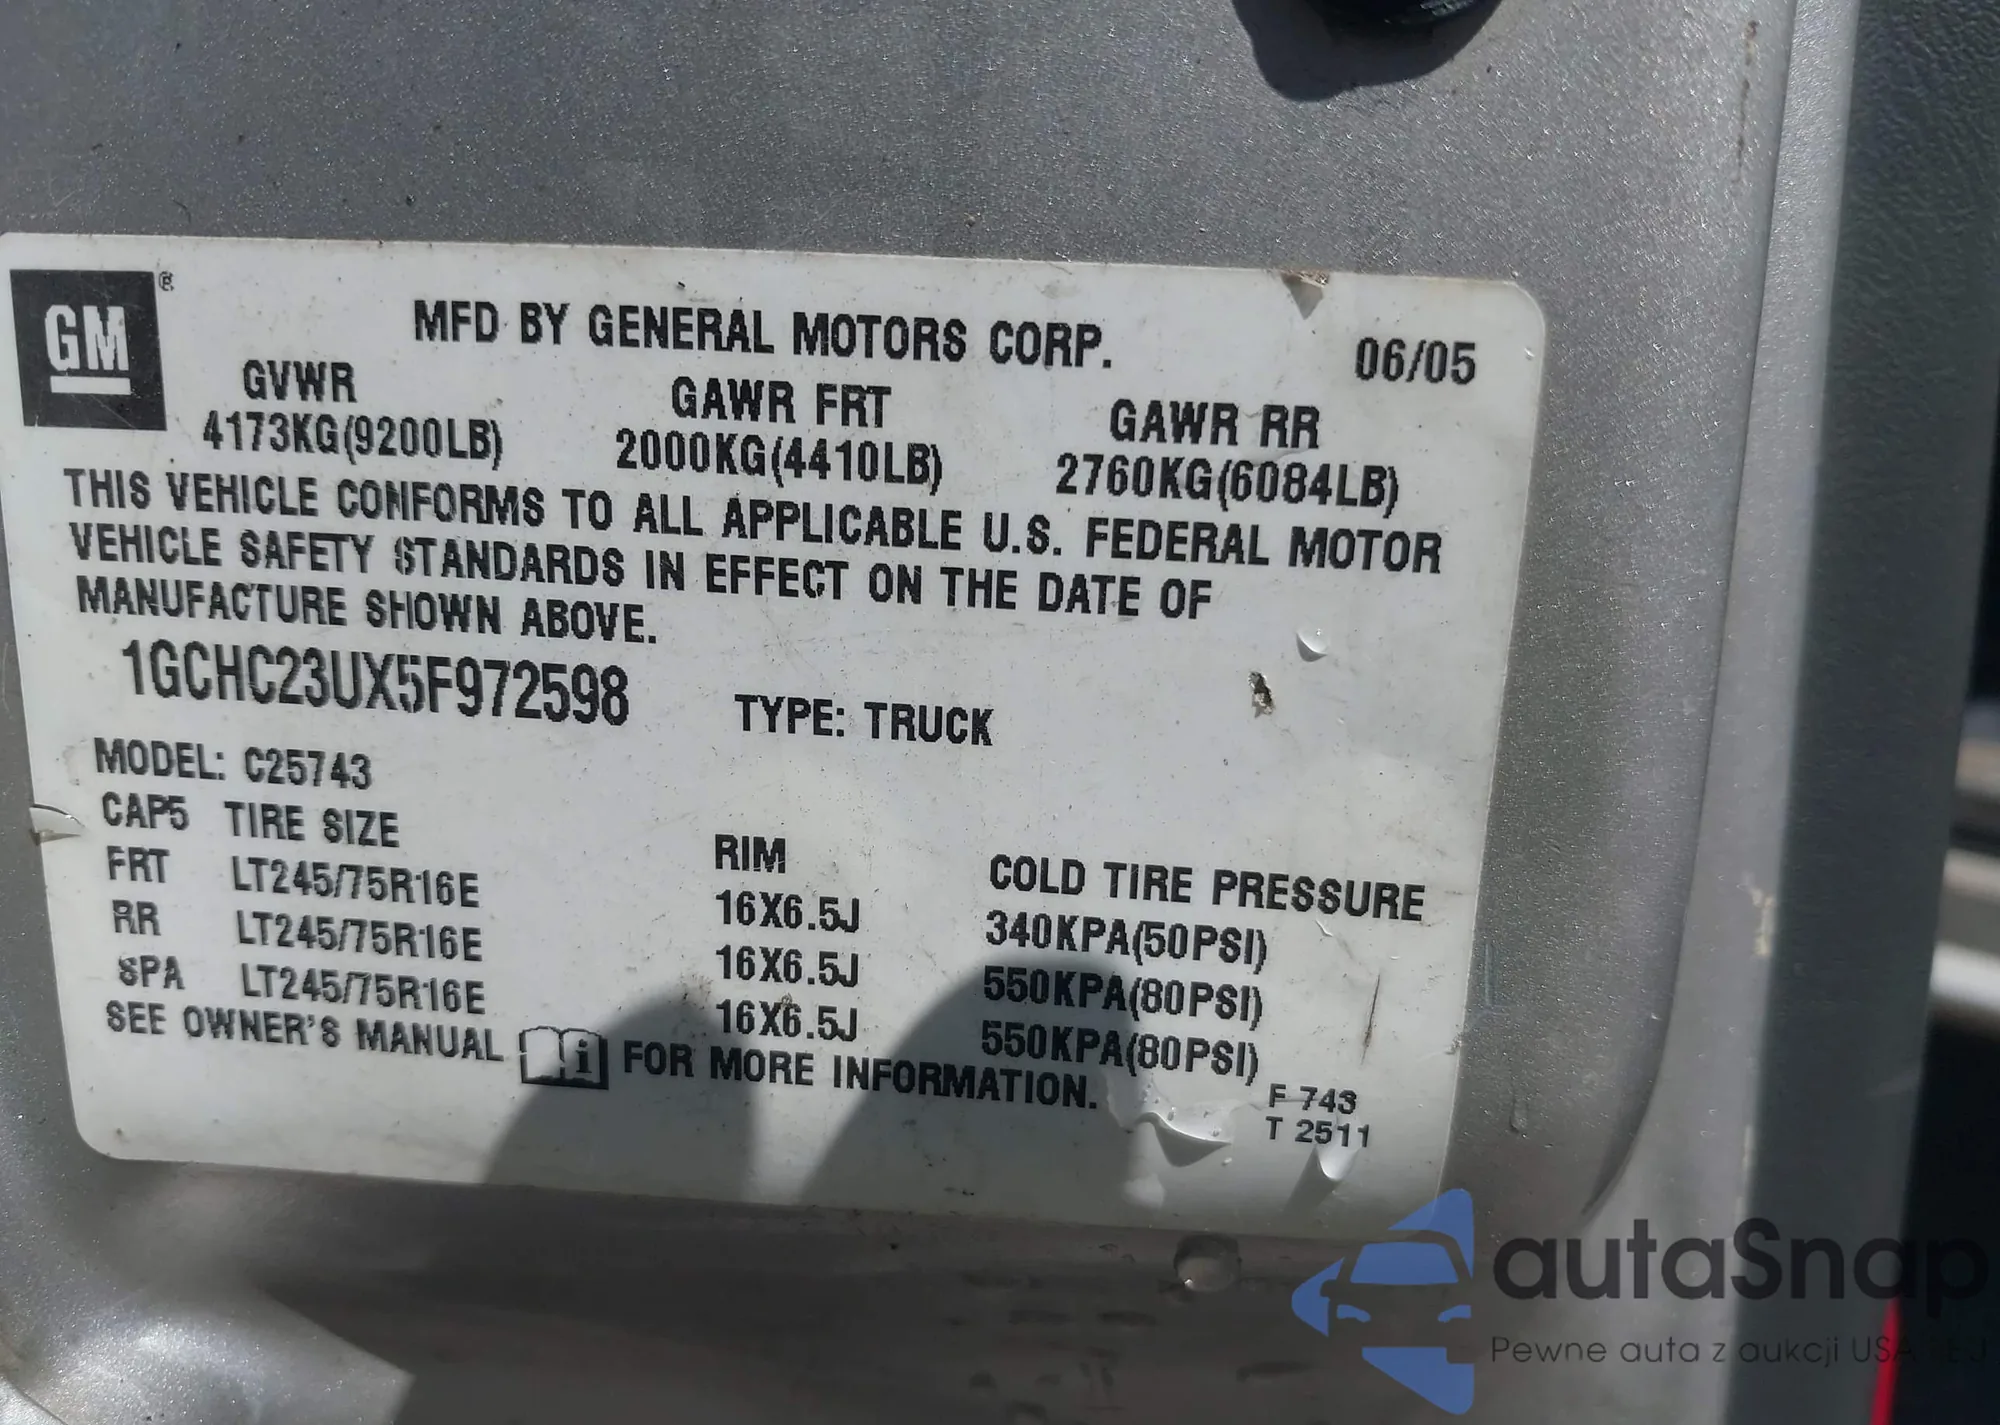 GM®
MFD BY GENERAL MOTORS CORP. 06/05
GVWR GAWR FRT GAWR RR
4173KG(9200LB) 2000KG(4410LB) 2760KG(6084LB)
THIS VEHICLE CONFORMS TO ALL APPLICABLE U.S. FEDERAL MOTOR
VEHICLE SAFETY STANDARDS IN EFFECT ON THE DATE OF
MANUFACTURE SHOWN ABOVE.
1GCHC23UX5F972598 TYPE: TRUCK
MODEL: C25743
CAP5 TIRE SIZE RIM COLD TIRE PRESSURE
FRT LT245/75R16E 16X6.5J 340KPA(50PSI)
RR LT245/75R16E 16X6.5J 550KPA(80PSI)
SPA LT245/75R16E 16X6.5J 550KPA(80PSI)
SEE OWNER'S MANUAL i FOR MORE INFORMATION.
F 743
T 2511
autaSnap
Pewne auta z aukcji USA